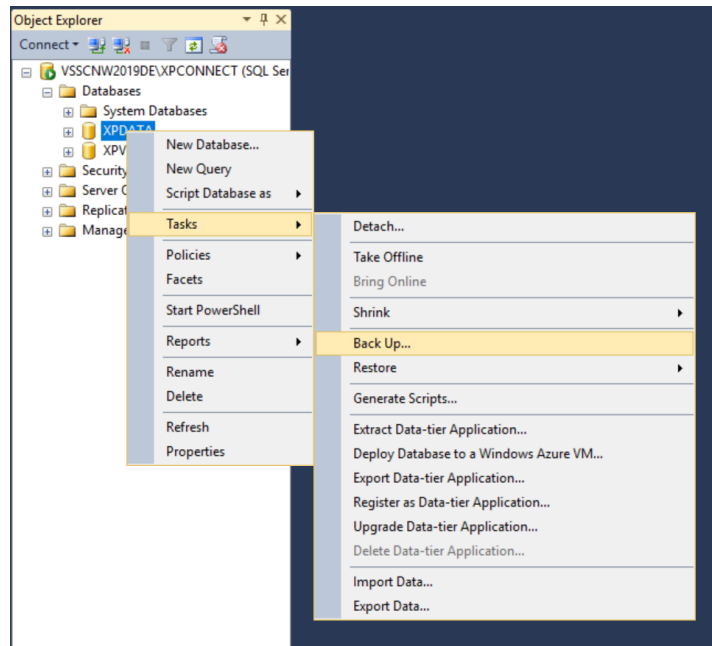 Object Explorer
Connect
VSSCNW2019DE\XPCONNECT (SQL Ser
Databases
System Databases
XPDATA
XPV
Security
Server O
Replicat
Manage
New Database...
New Query
Script Database as
Tasks
Policies
Facets
Start PowerShell
Reports
Rename
Delete
Refresh
Properties
Detach...
Take Offline
Bring Online
Shrink
Back Up...
Restore
Generate Scripts...
Extract Data-tier Application...
Deploy Database to a Windows Azure VM...
Export Data-tier Application...
Register as Data-tier Application...
Upgrade Data-tier Application...
Delete Data-tier Application...
Import Data...
Export Data...